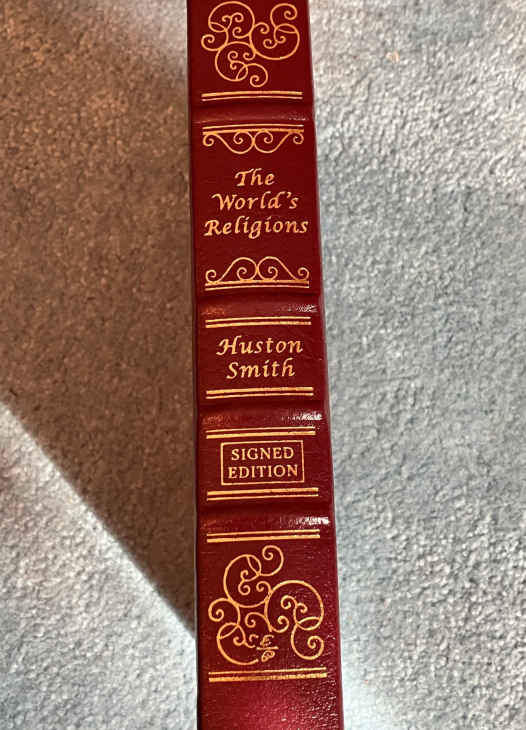 The
World's
Religions
Huston
Smith
SIGNED
EDITION
E
P